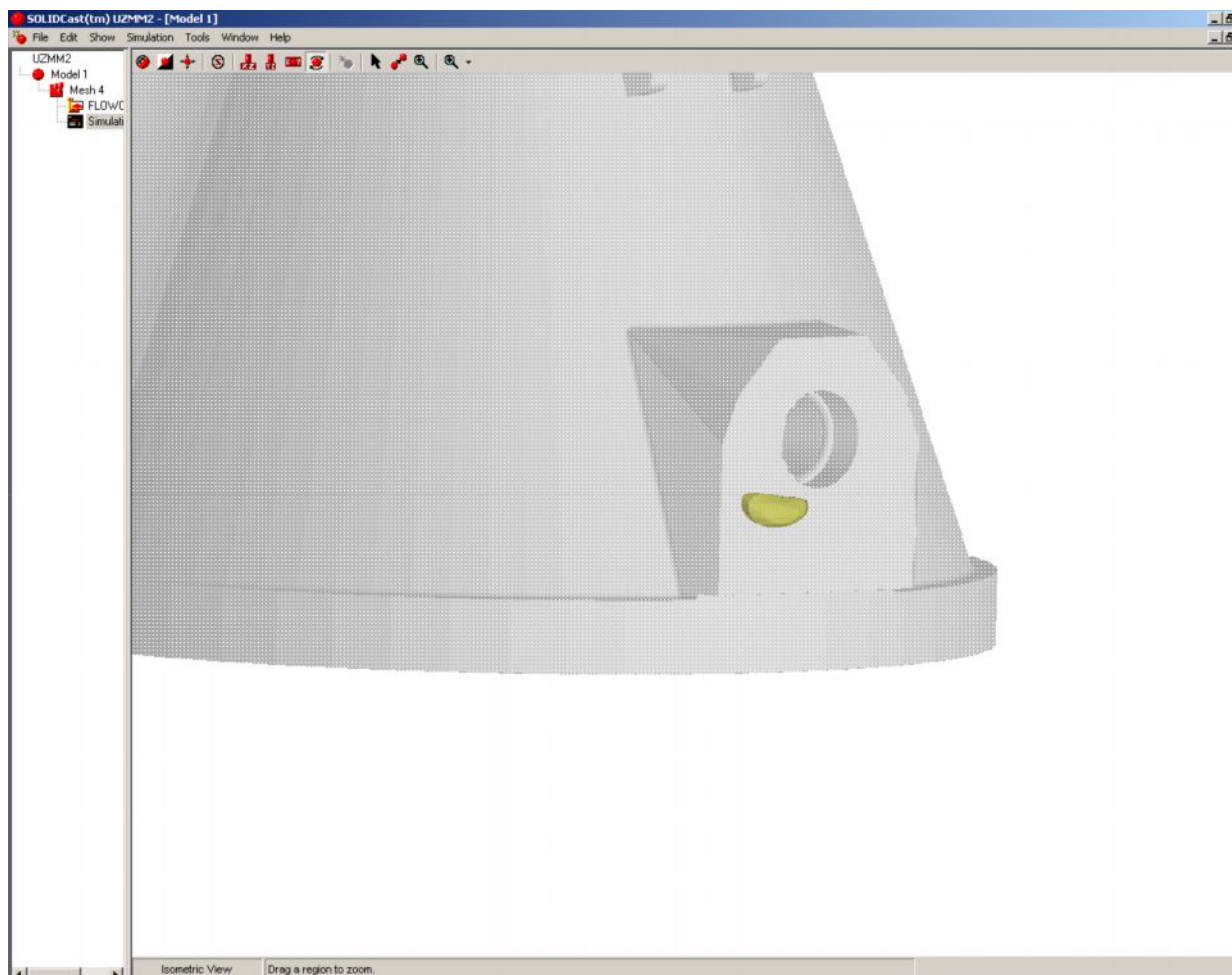 SOLIDCast(tm) UZMM2 - [Model 1]
File Edit Show Simulation Tools Window Help
UZMM2
Model 1
Mesh 4
FLOWC
Simulati
Isometric View
Drag a region to zoom.